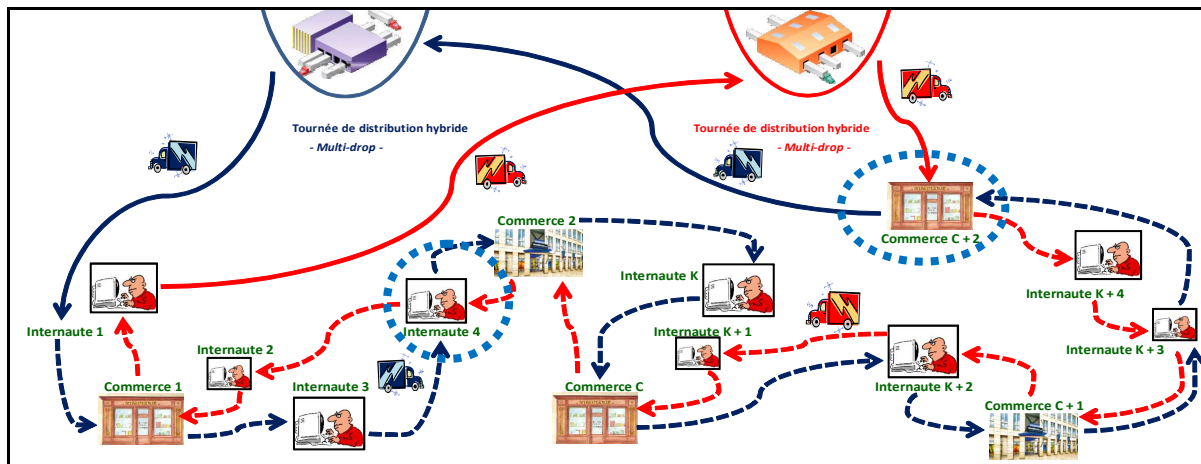 Tournée de distribution hybride
- Multi-drop -
Tournée de distribution hybride
- Multi-drop -
Commerce 2
Commerce C + 2
Internaute K
Internaute K + 4
Internaute 1
Internaute 4
Internaute K + 1
Internaute 2
Internaute K + 3
Commerce 1
Internaute 3
Commerce C
Internaute K + 2
Commerce C + 1